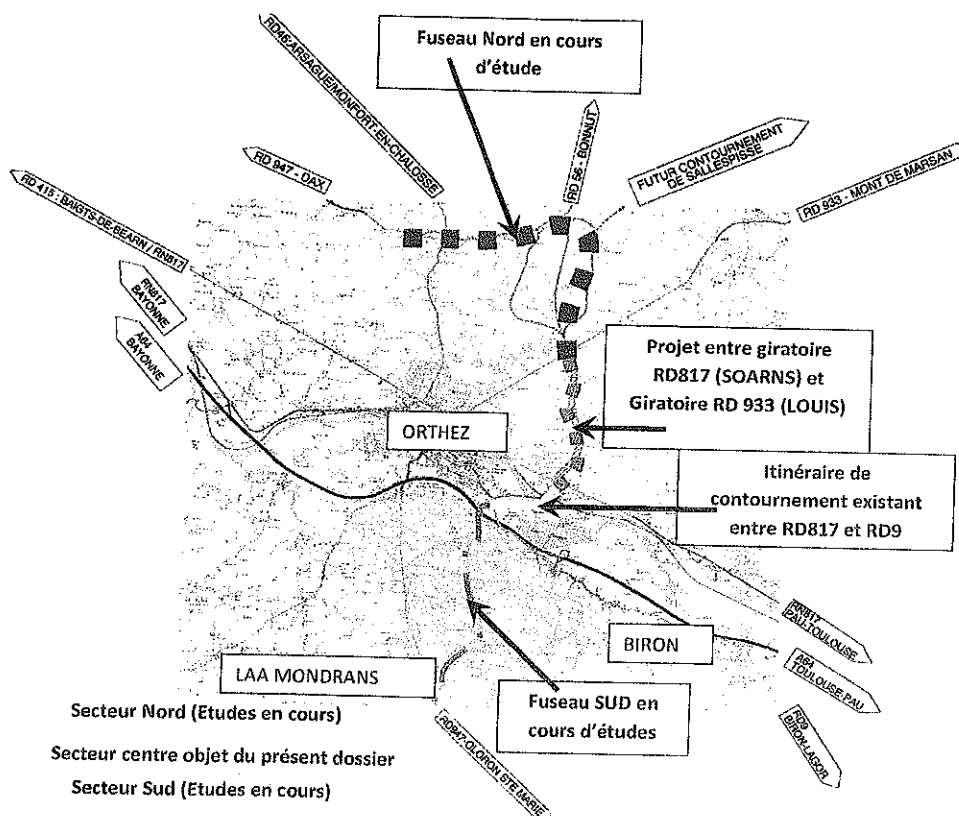 Fuseau Nord en cours
d'étude
RD46:ARSAGUE/MONFORT-EN-CHALOSSE
RD 947 - DAX
RD 56 - BONNUT
FUTUR CONTOURNEMENT
DE SALLESPISSE
RD 933 - MONT DE MARSAN
RD 415 : BAIGTS-DE-BEARN / RN817
RN817
BAYONNE
A64
BAYONNE
Projet entre giratoire
RD817 (SOARNS) et
Giratoire RD 933 (LOUIS)
ORTHEZ
Itinéraire de
contournement existant
entre RD817 et RD9
BIRON
RN817
PAU-TOULOUSE
A64
TOULOUSE-PAU
RD9
BIRON-LAGOR
LAA MONDRANS
Fuseau SUD en
cours d'études
RD947-OLORON STE MARIE
Secteur Nord (Etudes en cours)
Secteur centre objet du présent dossier
Secteur Sud (Etudes en cours)